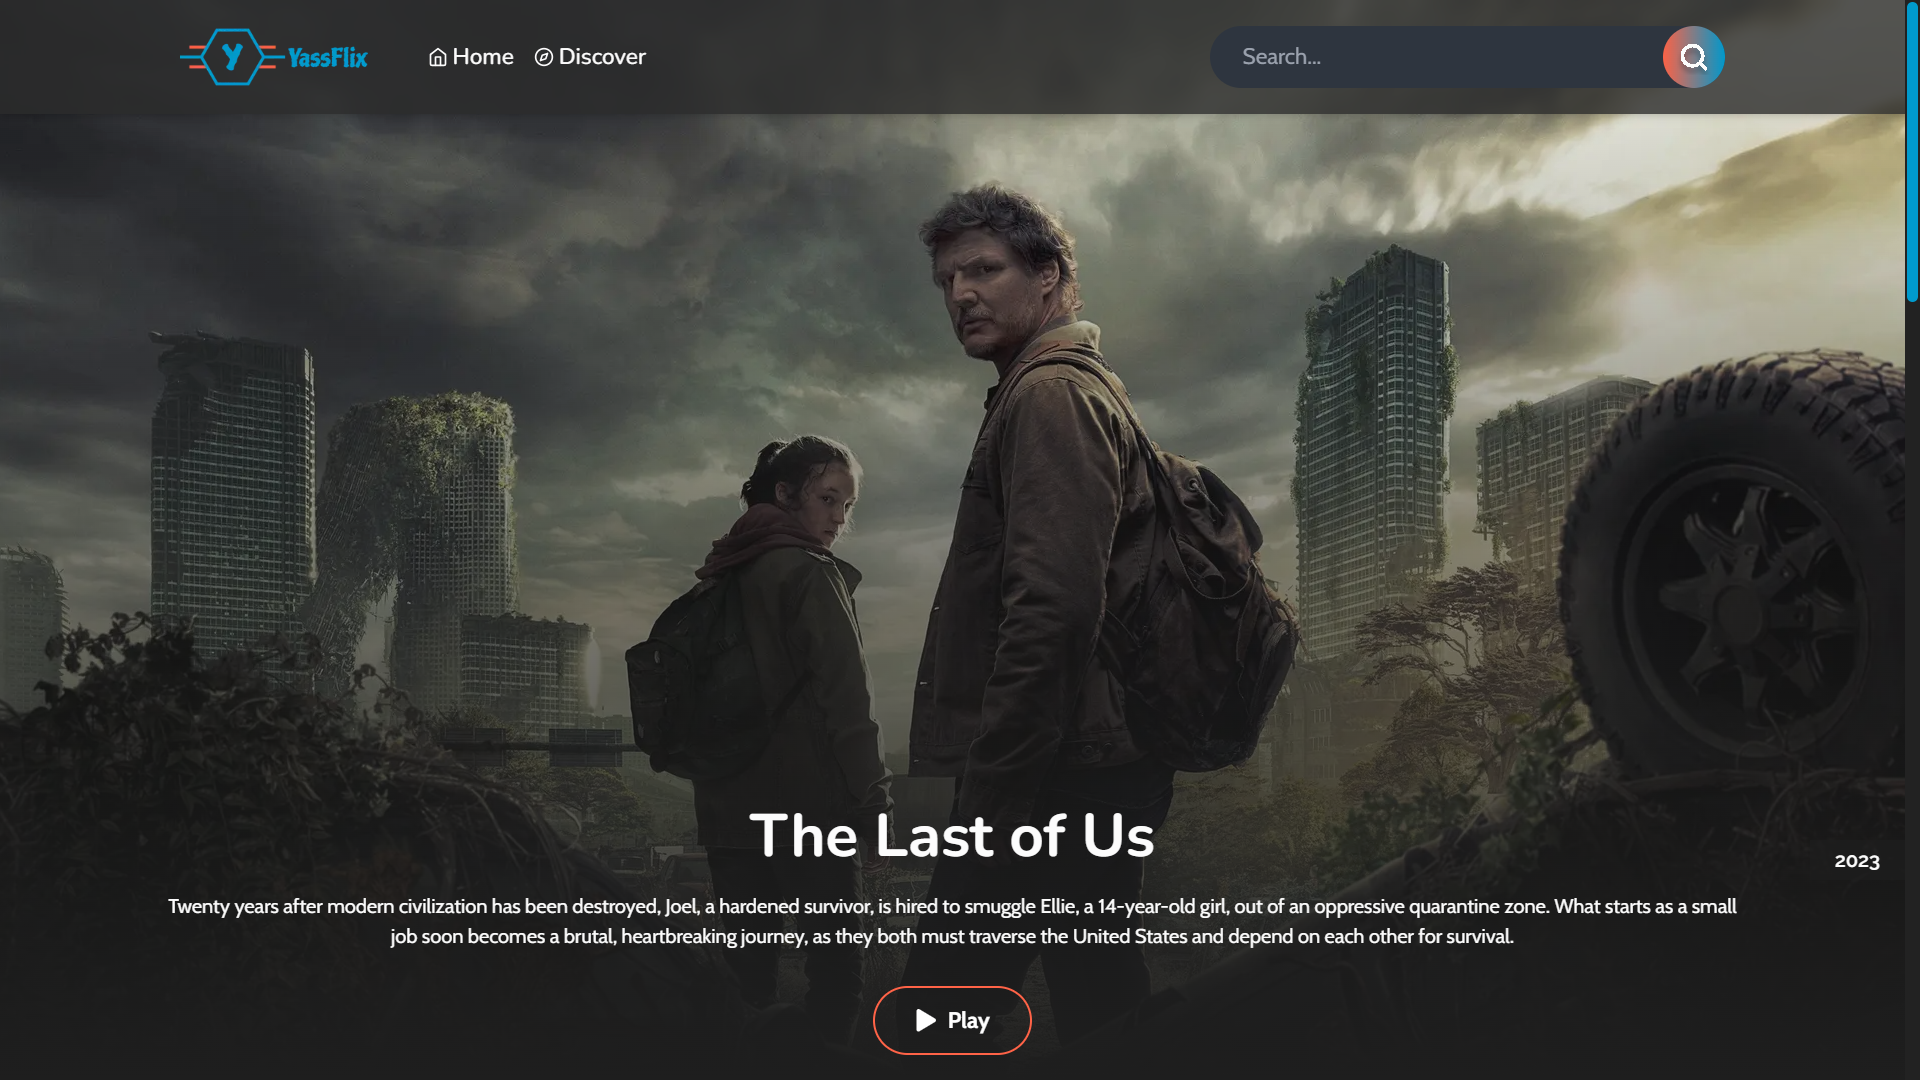 Y YassFlix
Home
Discover
Search...
The Last of Us
2023
Twenty years after modern civilization has been destroyed, Joel, a hardened survivor, is hired to smuggle Ellie, a 14-year-old girl, out of an oppressive quarantine zone. What starts as a small
job soon becomes a brutal, heartbreaking journey, as they both must traverse the United States and depend on each other for survival.
Play